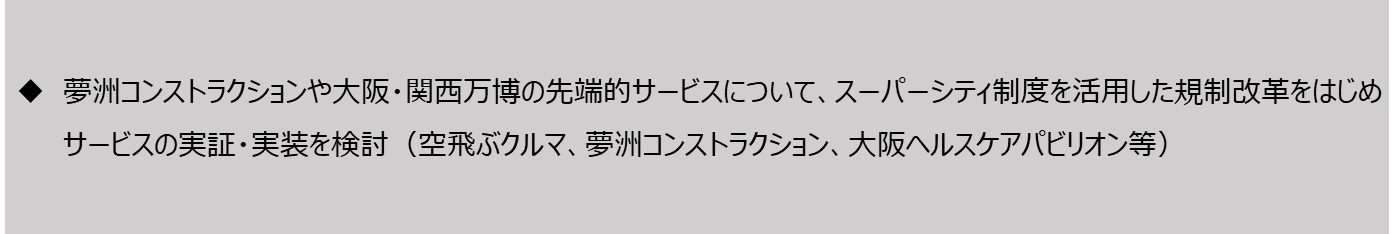 ◆ 夢洲コンストラクションや大阪・関西万博の先端的サービスについて、スーパーシティ制度を活用した規制改革をはじめ
サービスの実証・実装を検討（空飛ぶクルマ、夢洲コンストラクション、大阪ヘルスケアパビリオン等）